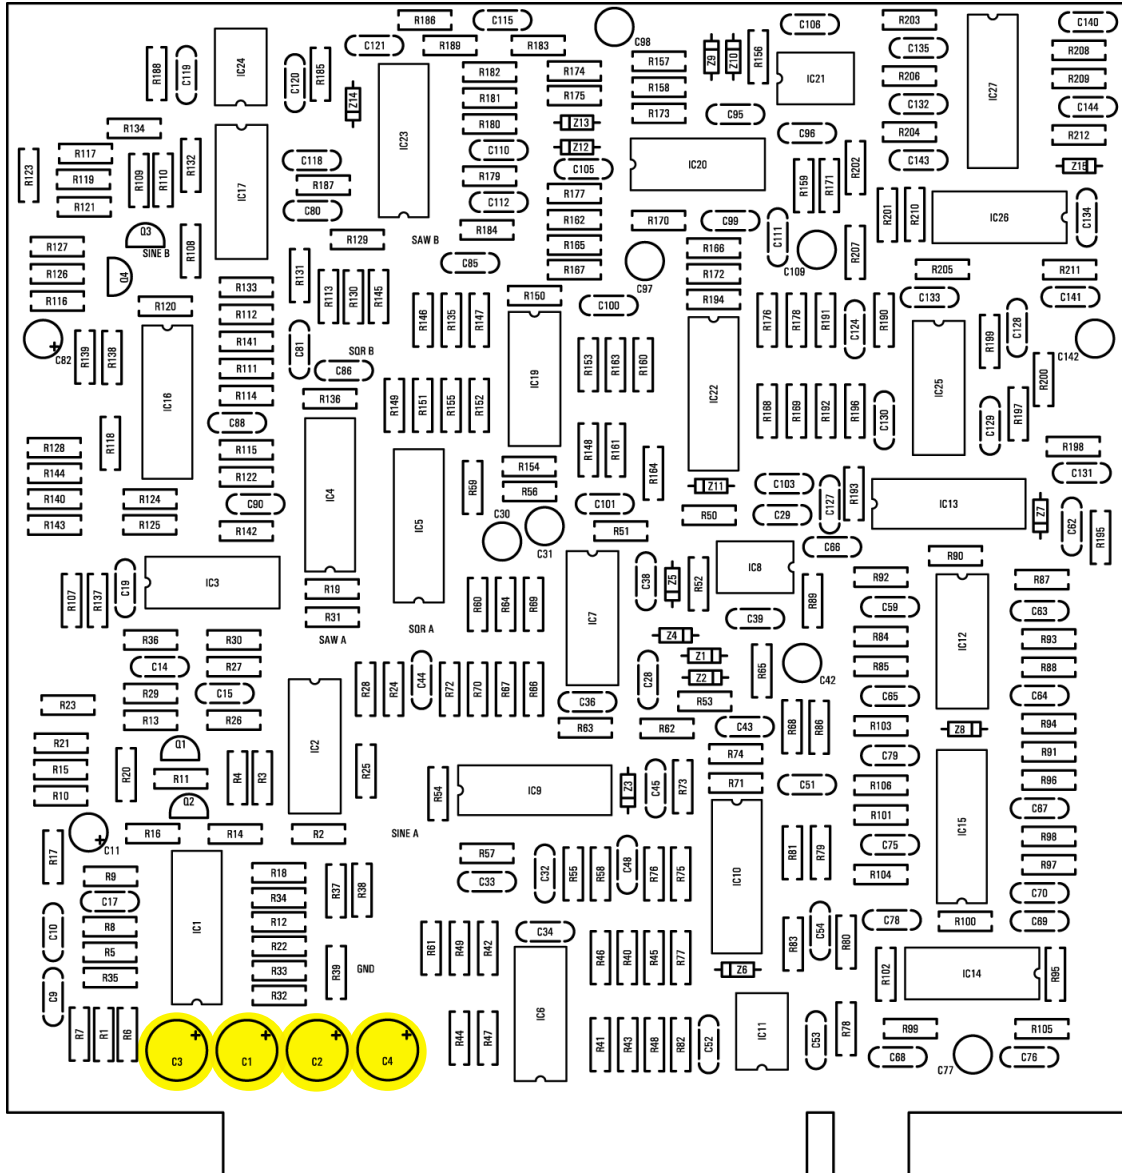 R186 C115 C106 R203 C140
C121 R189 R183 C98 Z9 Z10 R156 C135 R208
R188 C119 IC24 C120 R185 R182 R174 R157 IC21 R206 IC27 R209
Z14 IC23 R181 R175 R158 C95 C132 C144
R134 R180 Z13 R173 C96 R204 R212
R123 R117 R109 R110 R132 IC17 C118 C110 Z12 IC20 R159 R171 R202 C143 Z15
R119 R187 R179 C105
R121 C80 C112 R177 R201 R210 IC26 C134
Q3 R184 R162 R170 C99 C111
R127 SINE B R108 R129 SAW B R165 R166 C109 R207
R126 Q4 R131 C85 R167 C97 R172 R205 R211
R116 R120 R133 R113 R130 R145 R150 C100 R194 C133 C141
R112 R146 R135 R147 R176 R178 R191 C124 R190 R199 C128
C82 R139 R138 IC16 R141 C81 SQR B IC19 R153 R163 R160 IC22 IC25 C142
R111 C86 R200
R114 R136 R149 R151 R155 R152 R168 R169 R192 R196 C130 C129 R197
R128 R118 C88 IC4 R148 R161 R198
R144 R115 IC5 R59 R154 R164 C131
R140 R124 R122 R56 Z11 C103 C127 R193 IC13 Z7
R143 R125 C90 C30 C101 R50 C29 C62 R195
R142 C31 R51 C66 R90
R107 R137 C19 IC3 R19 R60 R64 R69 IC7 C38 Z5 R52 IC8 R89 R92 IC12 R87
R31 C39 C59 C63
R36 R30 SAW A SQR A Z4 R84 R93
C14 R27 R28 R24 C44 R72 R70 R67 R66 C28 Z1 R65 C42 R85 R88
R29 C15 Z2 C65 C64
R23 R13 R26 C36 R53
R21 Q1 IC2 R63 R62 C43 R68 R86 R103 Z8 R94
R15 R20 R11 R4 R3 R25 R74 C79 R91
R10 Q2 R54 IC9 Z3 C45 R73 R71 C51 R106 IC15 R96
C11 R16 R14 R2 SINE A R101 C67
R17 R9 R18 R57 C48 IC10 R81 R79 C75 R98
C17 R34 R37 R38 C33 C32 R55 R58 R76 R75 R104 R97
C10 R8 IC1 R12 C70
R5 R22 R61 R49 R42 C34 R46 R40 R45 R77 R83 C54 R80 C78 R100 C69
R35 R33 R39 GND Z6 R102 IC14 R95
C9 R32 IC6
R7 R1 R6 C3 C1 C2 C4 R44 R47 R41 R43 R48 R82 C52 IC11 C53 R78 R99 R105
C68 C77 C76